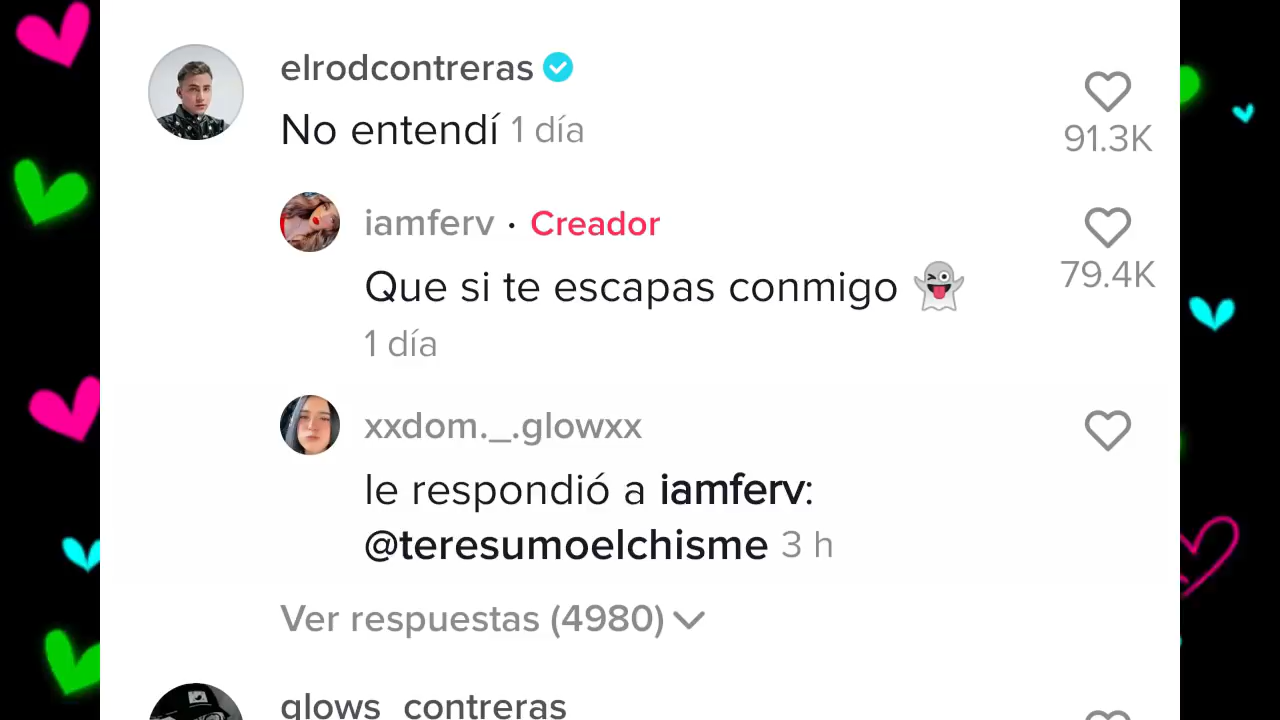 elrodcontreras
No entendí 1 día
91.3K
iamferv · Creador
Que si te escapas conmigo 👻
79.4K
1 día
xxdom._.glowxx
le respondió a iamferv:
@teresumoelchisme 3 h
Ver respuestas (4980)
glows_contreras